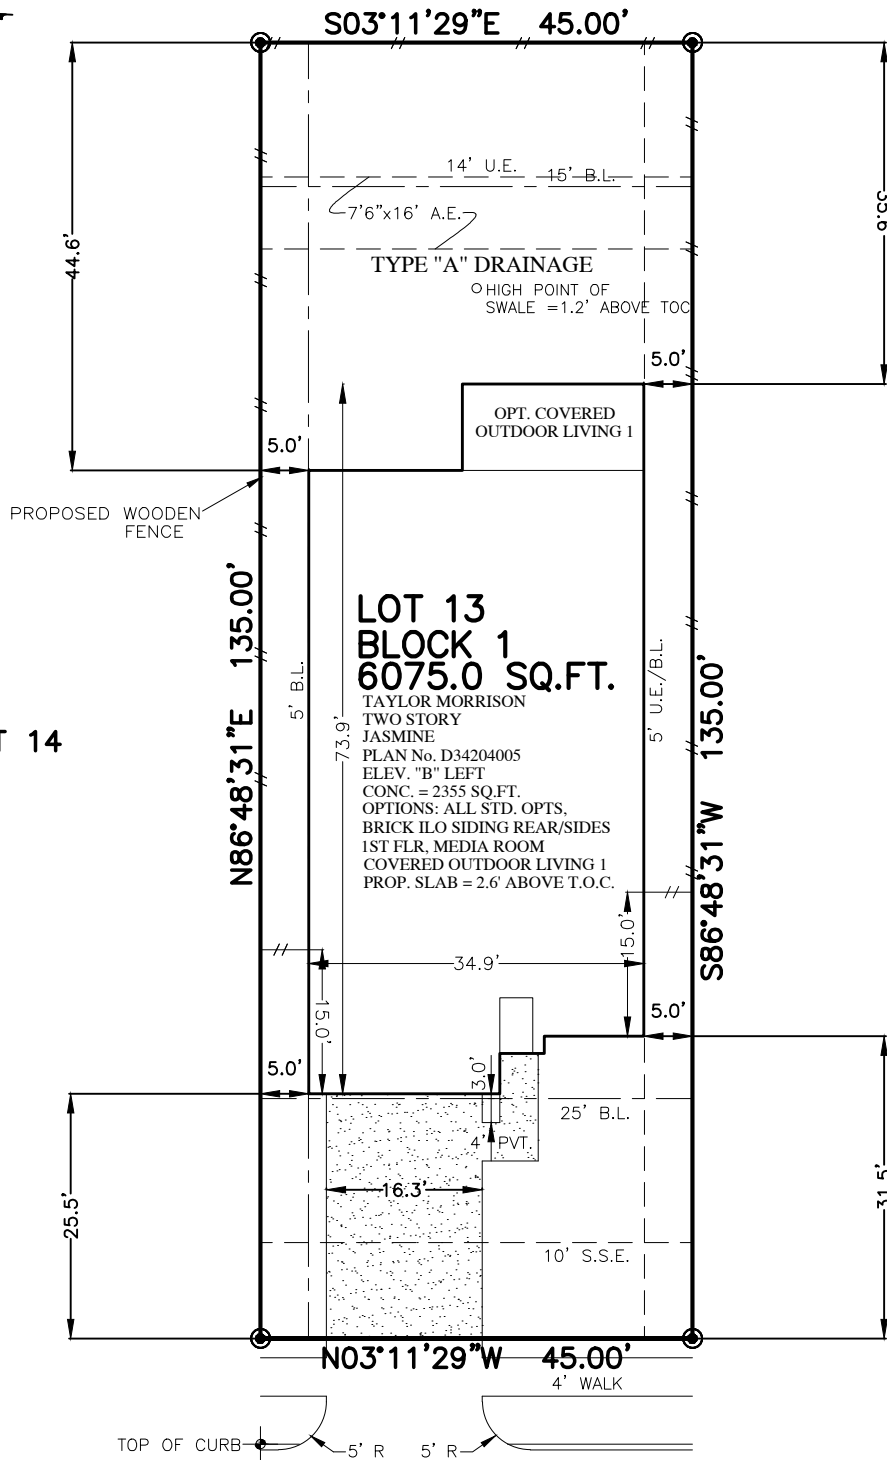 S03°11'29"E 45.00'
14' U.E.
15' B.L.
7'6"x16' A.E.
44.6'
TYPE "A" DRAINAGE
HIGH POINT OF
SWALE =1.2' ABOVE TOC
5.0'
OPT. COVERED
OUTDOOR LIVING 1
5.0'
PROPOSED WOODEN
FENCE
N86°48'31"E 135.00'
5' B.L.
73.9'
LOT 13
BLOCK 1
6075.0 SQ.FT.
TAYLOR MORRISON
TWO STORY
JASMINE
PLAN No. D34204005
ELEV. "B" LEFT
CONC. = 2355 SQ.FT.
OPTIONS: ALL STD. OPTS,
BRICK ILO SIDING REAR/SIDES
1ST FLR, MEDIA ROOM
COVERED OUTDOOR LIVING 1
PROP. SLAB = 2.6' ABOVE T.O.C.
5' U.E./B.L.
S86°48'31"W 135.00'
14
15.0'
34.9'
15.0'
5.0'
5.0'
3.0'
25' B.L.
4' PVT.
16.3'
25.5'
31.5'
10' S.S.E.
N03°11'29"W 45.00'
4' WALK
TOP OF CURB
5' R
5' R